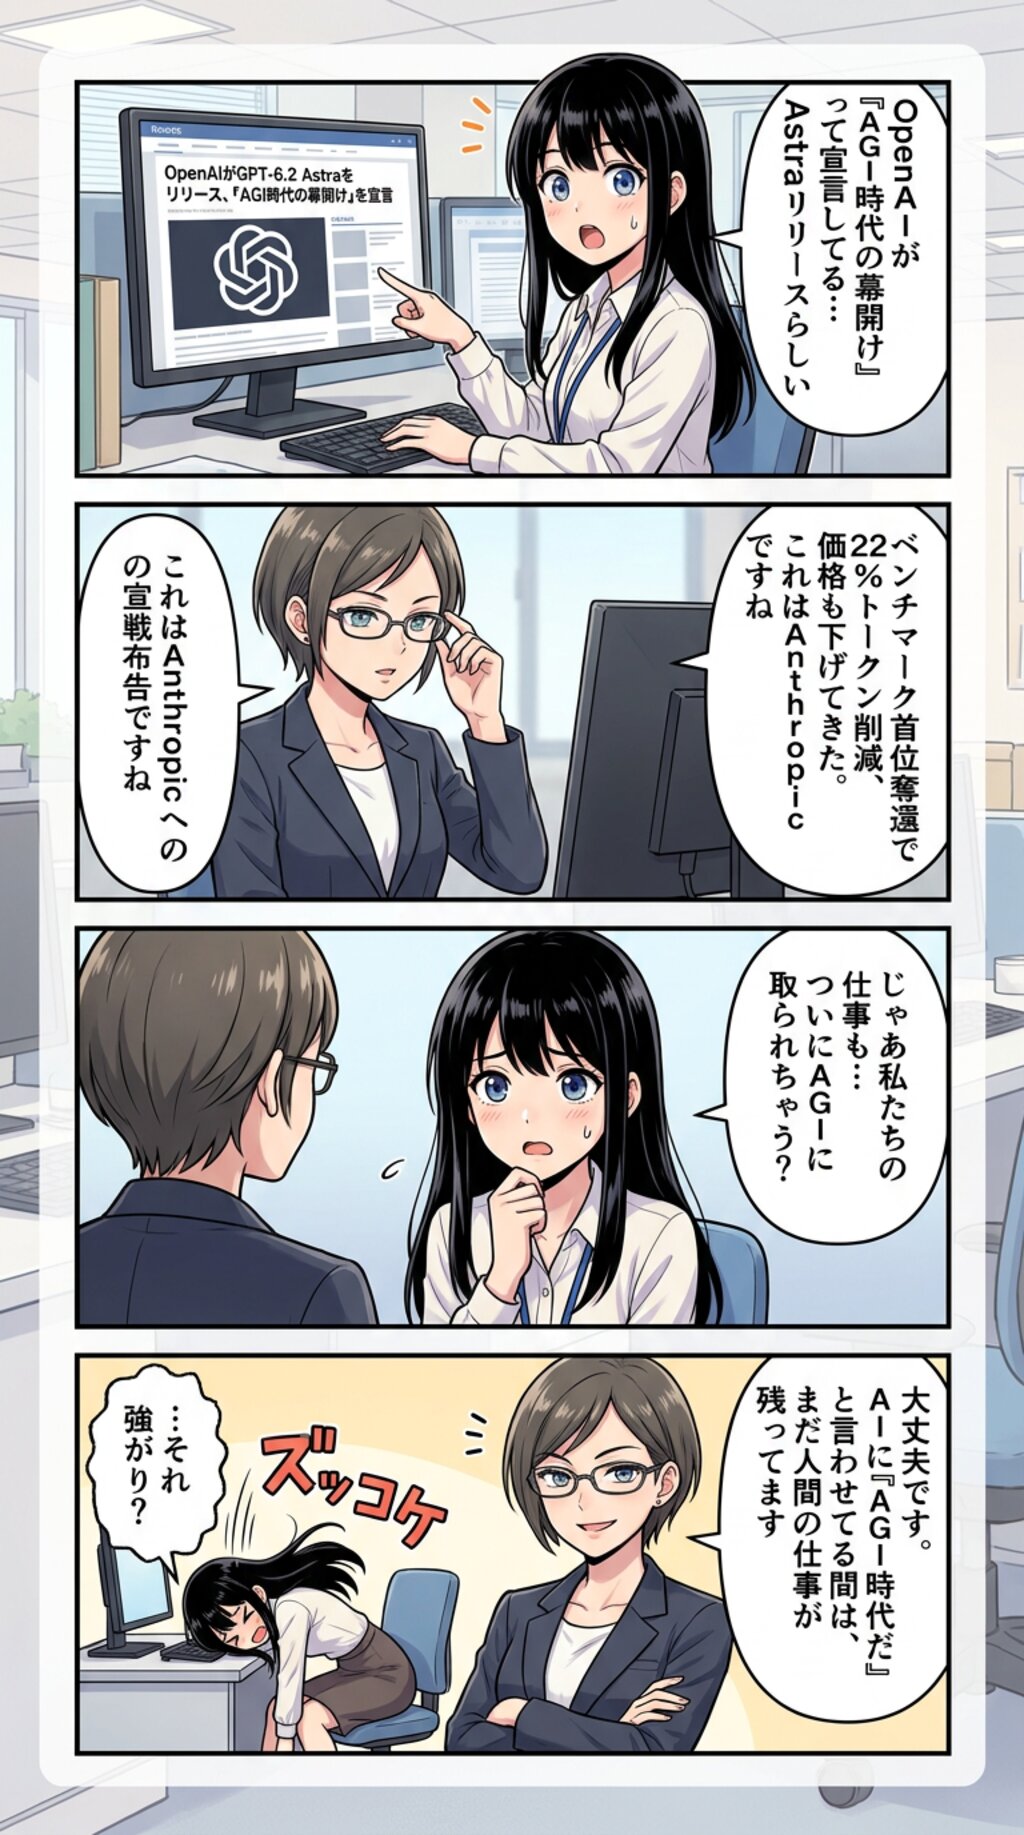 Reices
OpenAIがGPT-6.2 Astraを
リリース、「AGI時代の幕開け」を宣言
OpenAIが
『AGI時代の幕開け』
って宣言してる…
Astraリリースらしい
ベンチマーク首位奪還で
22%トークン削減、
価格も下げてきた。
これはAnthropic
ですね
これはAnthropicへの
の宣戦布告ですね
じゃあ私たちの
仕事も…
ついにAGIに
取られちゃう?
大丈夫です。
AIに『AGI時代だ』
と言わせてる間は、
まだ人間の仕事が
残ってます
ズッコケ
…それ
強がり?